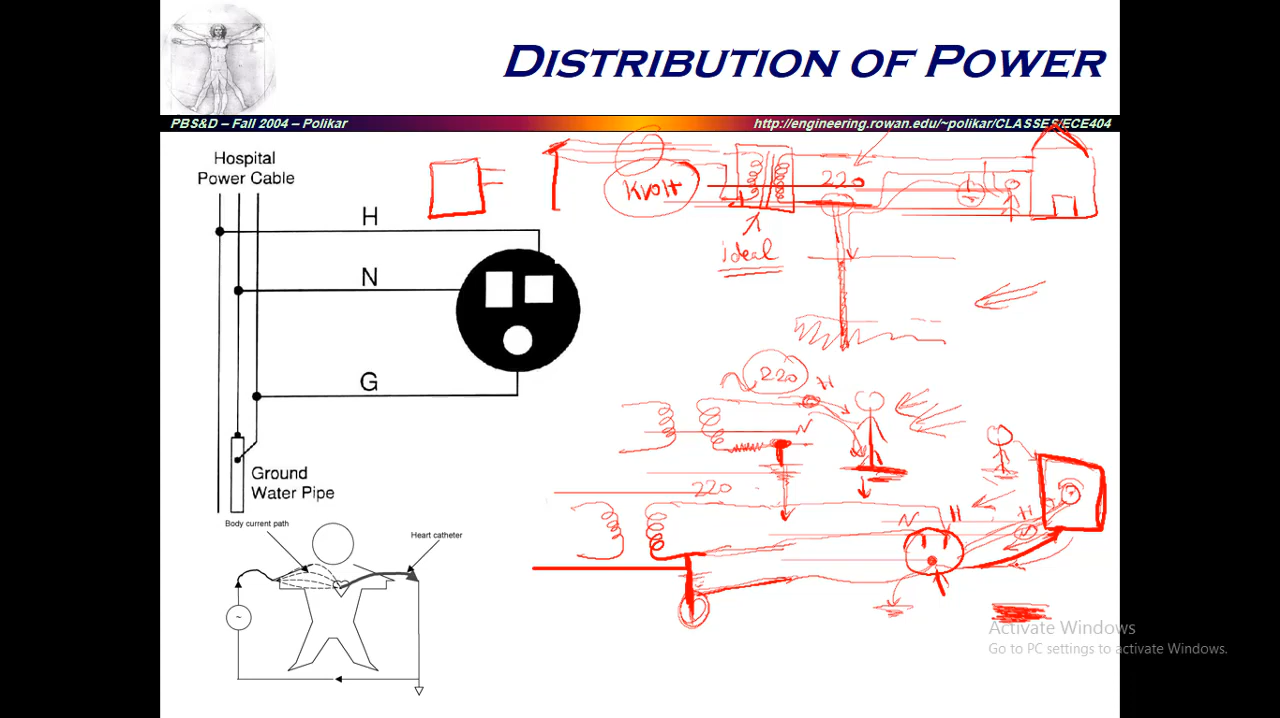 DISTRIBUTION OF POWER
PBS&D – Fall 2004 – Polikar
http://engineering.rowan.edu/~polikar/CLASSES/ECE404
Hospital
Power Cable
H
N
G
Ground
Water Pipe
Body current path
Heart catheter
~
Kvolt
220
ideal
220
H
N
220
N
H
H
Activate Windows
Go to PC settings to activate Windows.